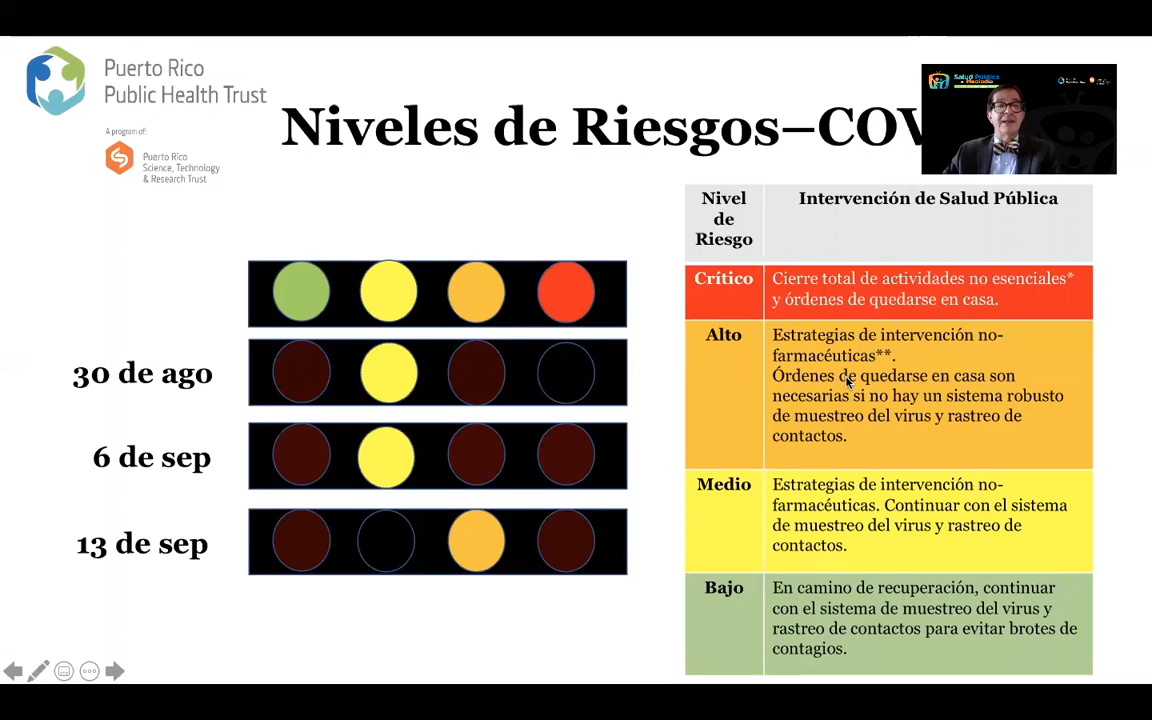 Puerto Rico
Public Health Trust
A program of:
Puerto Rico
Science, Technology
& Research Trust
Niveles de Riesgos–COV
Salud Pública
Nivel
de
Riesgo
Intervención de Salud Pública
Crítico
Cierre total de actividades no esenciales*
y órdenes de quedarse en casa.
Alto
Estrategias de intervención no-
farmacéuticas**.
Órdenes de quedarse en casa son
necesarias si no hay un sistema robusto
de muestreo del virus y rastreo de
contactos.
Medio
Estrategias de intervención no-
farmacéuticas. Continuar con el sistema
de muestreo del virus y rastreo de
contactos.
Bajo
En camino de recuperación, continuar
con el sistema de muestreo del virus y
rastreo de contactos para evitar brotes de
contagios.
30 de ago
6 de sep
13 de sep